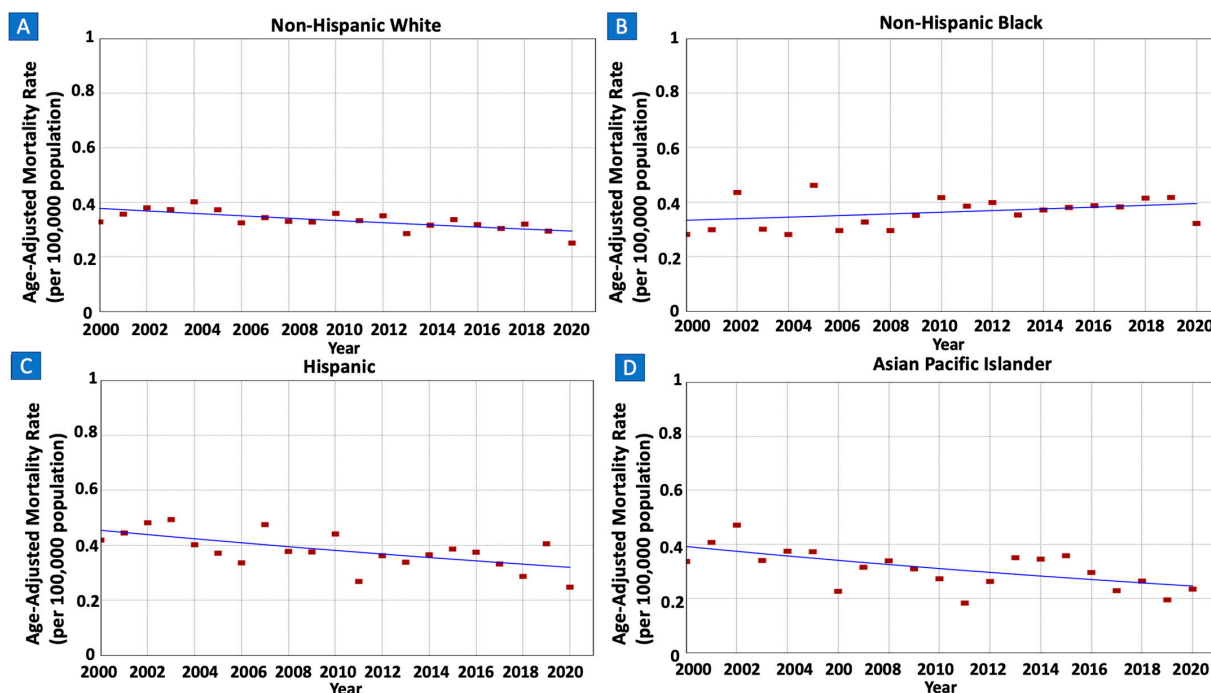 A
Non-Hispanic White
Age-Adjusted Mortality Rate
(per 100,000 population)
1
0.8
0.6
0.4
0.2
0
2000 2002 2004 2006 2008 2010 2012 2014 2016 2018 2020
Year
B
Non-Hispanic Black
Age-Adjusted Mortality Rate
(per 100,000 population)
1
0.8
0.6
0.4
0.2
0
2000 2002 2004 2006 2008 2010 2012 2014 2016 2018 2020
Year
C
Hispanic
Age-Adjusted Mortality Rate
(per 100,000 population)
1
0.8
0.6
0.4
0.2
0
2000 2002 2004 2006 2008 2010 2012 2014 2016 2018 2020
Year
D
Asian Pacific Islander
Age-Adjusted Mortality Rate
(per 100,000 population)
1
0.8
0.6
0.4
0.2
0
2000 2002 2004 200 2008 2010 2012 2014 2016 2018 2020
Year